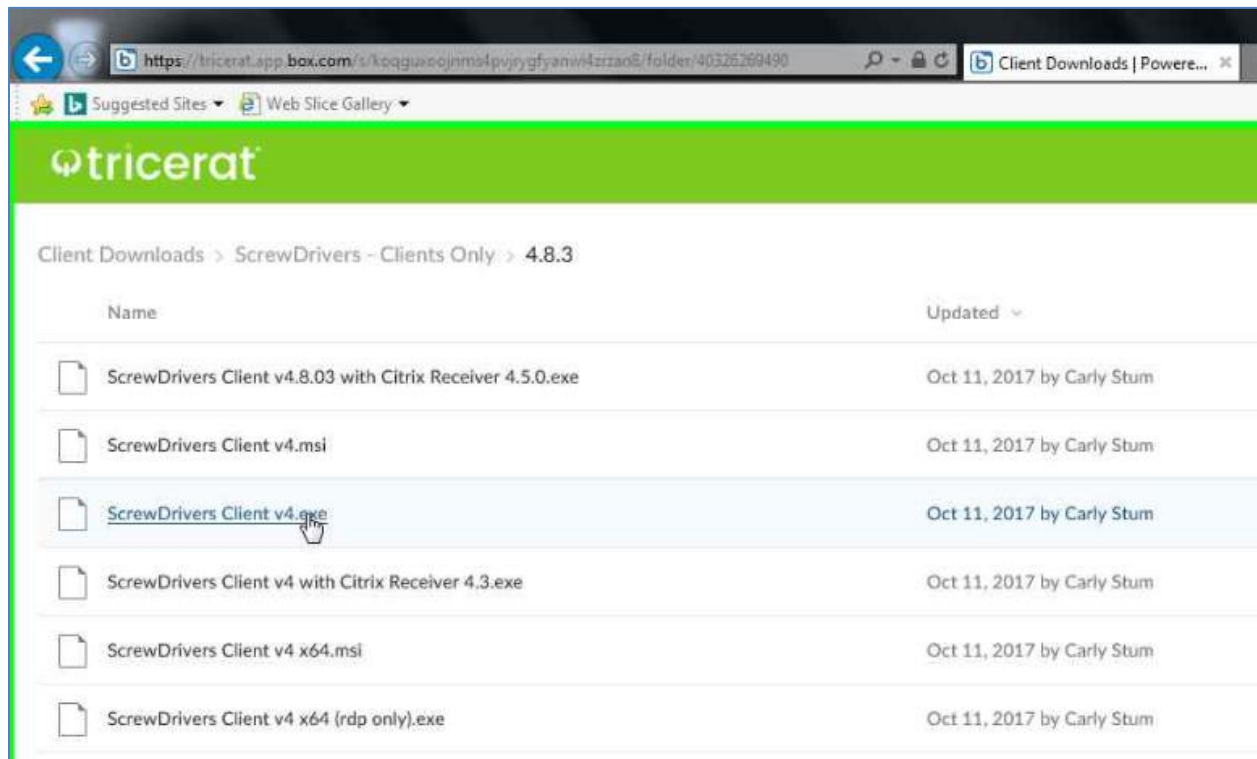 https://tricerat.app.box.com/s/ /folder/40326269490
Client Downloads | Powere...
Suggested Sites
Web Slice Gallery
tricerat
Client Downloads > ScrewDrivers - Clients Only > 4.8.3
Name Updated
ScrewDrivers Client v4.8.03 with Citrix Receiver 4.5.0.exe Oct 11, 2017 by Carly Stum
ScrewDrivers Client v4.msi Oct 11, 2017 by Carly Stum
ScrewDrivers Client v4.exe Oct 11, 2017 by Carly Stum
ScrewDrivers Client v4 with Citrix Receiver 4.3.exe Oct 11, 2017 by Carly Stum
ScrewDrivers Client v4 x64.msi Oct 11, 2017 by Carly Stum
ScrewDrivers Client v4 x64 (rdp only).exe Oct 11, 2017 by Carly Stum